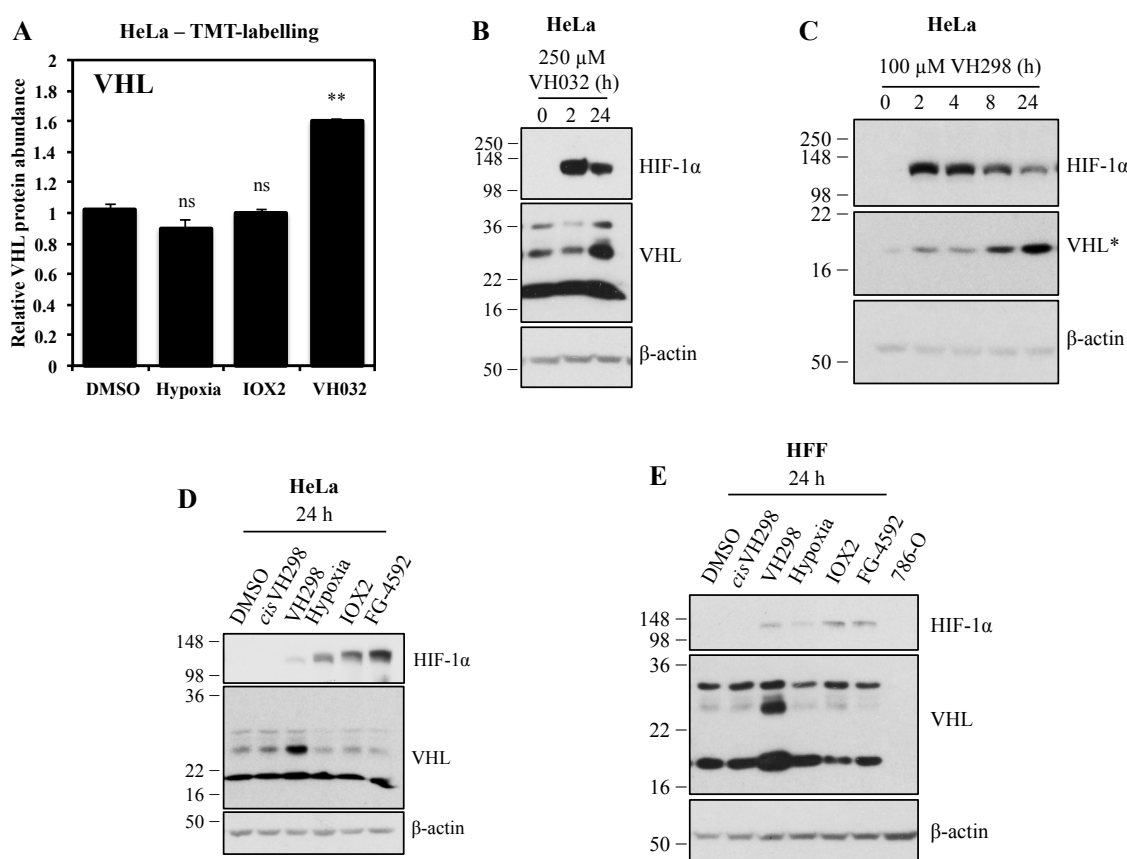 A
HeLa – TMT-labelling
VHL
Relative VHL protein abundance
2
1.8
1.6
1.4
1.2
1
0.8
0.6
0.4
0.2
0
ns
ns
**
DMSO Hypoxia IOX2 VH032
B
HeLa
250 µM
VH032 (h)
0 2 24
250
148
98
HIF-1α
36
22
16
VHL
50
β-actin
C
HeLa
100 µM VH298 (h)
0 2 4 8 24
250
148
98
HIF-1α
22
16
VHL*
50
β-actin
D
HeLa
24 h
DMSO
cis VH298
VH298
Hypoxia
IOX2
FG-4592
148
98
HIF-1α
36
22
16
VHL
50
β-actin
E
HFF
24 h
DMSO
cis VH298
VH298
Hypoxia
IOX2
FG-4592
786-O
148
98
HIF-1α
36
22
16
VHL
50
β-actin